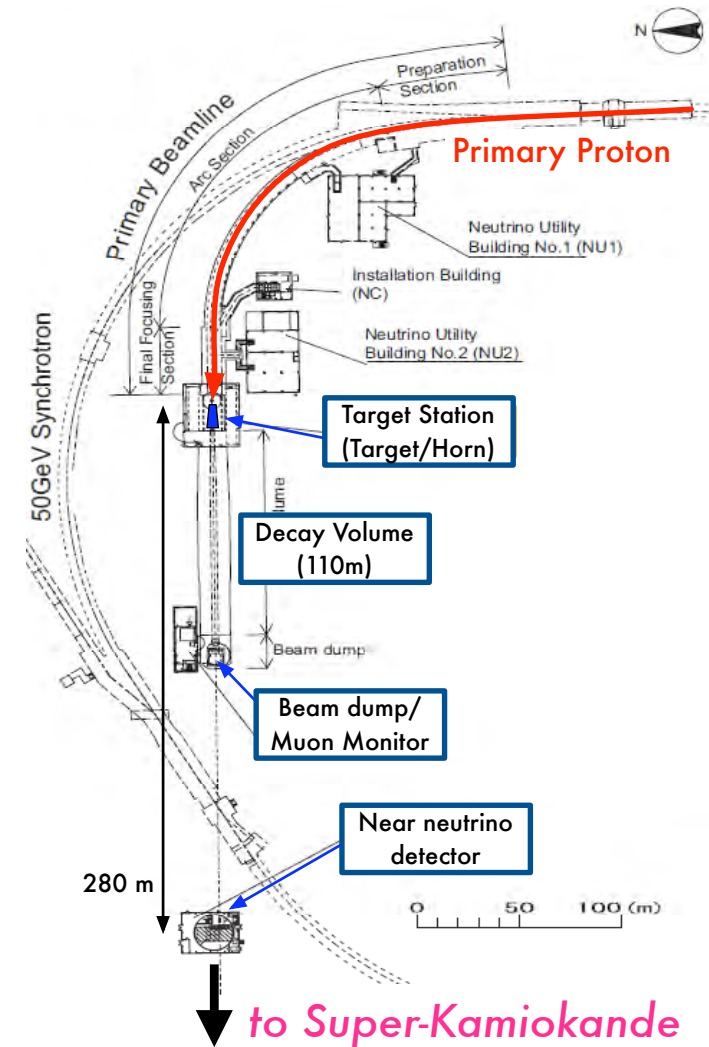 N
Preparation
Section
Primary Beamline
Arc Section
Primary Proton
Neutrino Utility
Building No.1 (NU1)
Installation Building
(NC)
Final Focusing
Section
Neutrino Utility
Building No.2 (NU2)
50GeV Synchrotron
Target Station
(Target/Horn)
ume
Decay Volume
(110m)
Beam dump
Beam dump/
Muon Monitor
Near neutrino
detector
280 m
0 50 100 (m)
to Super-Kamiokande